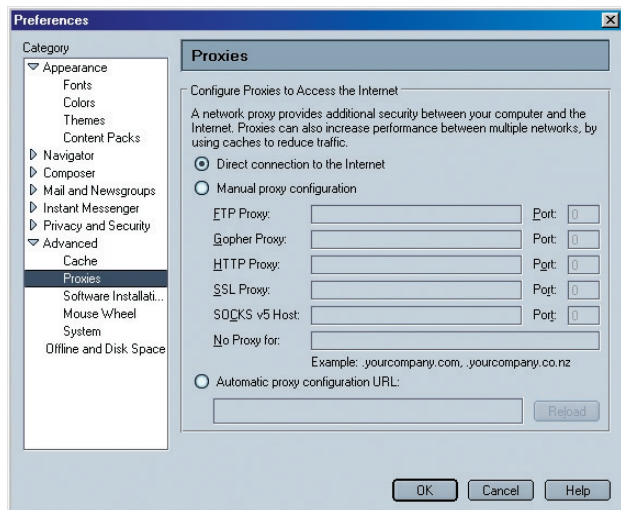 Preferences
Category
Appearance
Fonts
Colors
Themes
Content Packs
Navigator
Composer
Mail and Newsgroups
Instant Messenger
Privacy and Security
Advanced
Cache
Proxies
Software Installati...
Mouse Wheel
System
Offline and Disk Space
Proxies
Configure Proxies to Access the Internet
A network proxy provides additional security between your computer and the
Internet. Proxies can also increase performance between multiple networks, by
using caches to reduce traffic.
Direct connection to the Internet
Manual proxy configuration
FTP Proxy: Port: 0
Gopher Proxy: Port: 0
HTTP Proxy: Port: 0
SSL Proxy: Port: 0
SOCKS v5 Host: Port: 0
No Proxy for:
Example: .yourcompany.com, .yourcompany.co.nz
Automatic proxy configuration URL:
Reload
OK Cancel Help